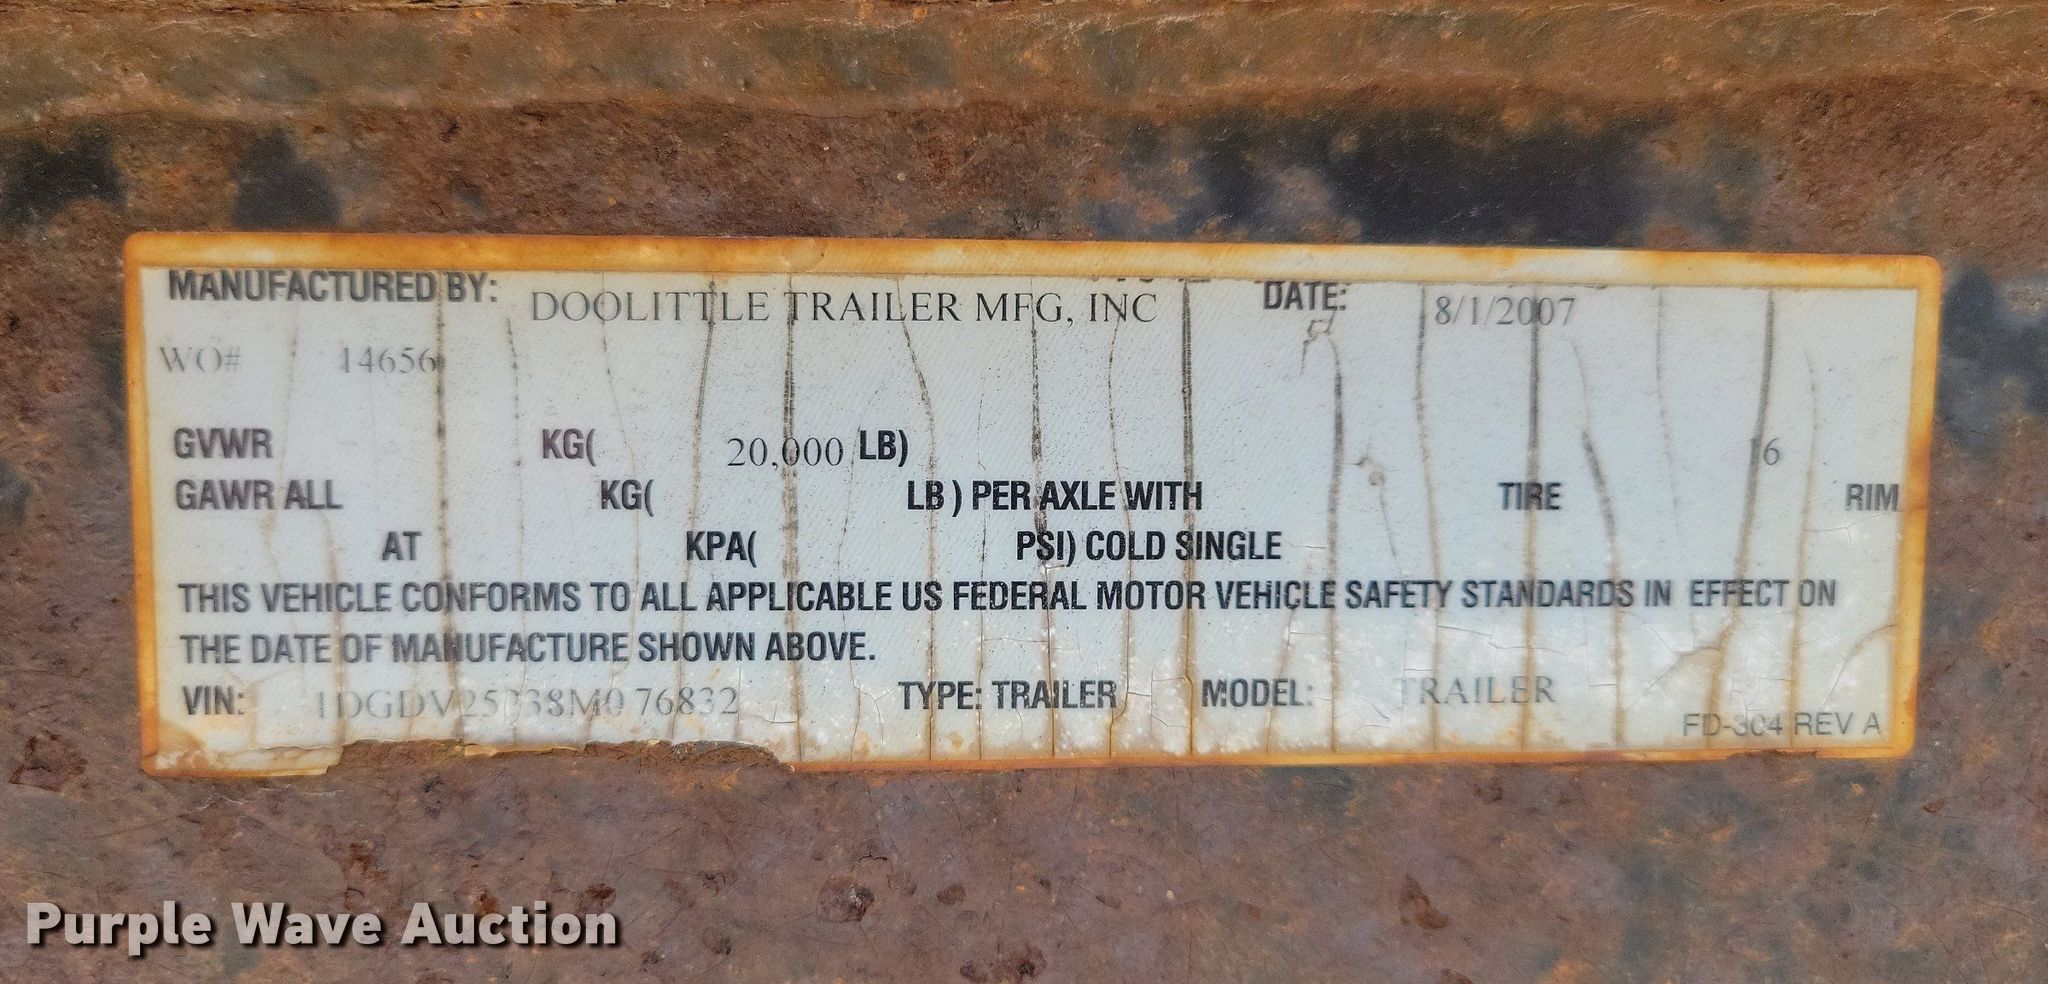 MANUFACTURED BY: DOOLITTLE TRAILER MFG, INC DATE: 8/1/2007
WO# 14656
GVWR KG( 20,000 LB)
16
GAWR ALL KG( LB ) PER AXLE WITH TIRE RIM
AT KPA( PSI) COLD SINGLE
THIS VEHICLE CONFORMS TO ALL APPLICABLE US FEDERAL MOTOR VEHICLE SAFETY STANDARDS IN EFFECT ON
THE DATE OF MANUFACTURE SHOWN ABOVE.
VIN: TYPE: TRAILER MODEL: TRAILER
FD-304 REV A
Purple Wave Auction